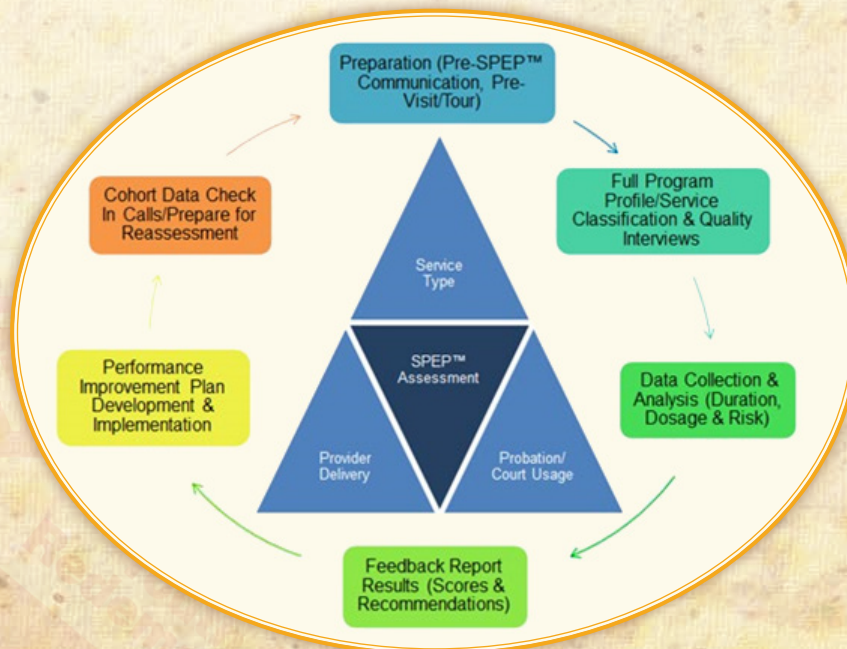 Preparation (Pre-SPEP™
Communication, Pre-
Visit/Tour)
Full Program
Profile/Service
Classification & Quality
Interviews
Data Collection &
Analysis (Duration,
Dosage & Risk)
Feedback Report
Results (Scores &
Recommendations)
Performance
Improvement Plan
Development &
Implementation
Cohort Data Check
In Calls/Prepare for
Reassessment
Service
Type
SPEP™
Assessment
Provider
Delivery
Probation/
Court Usage